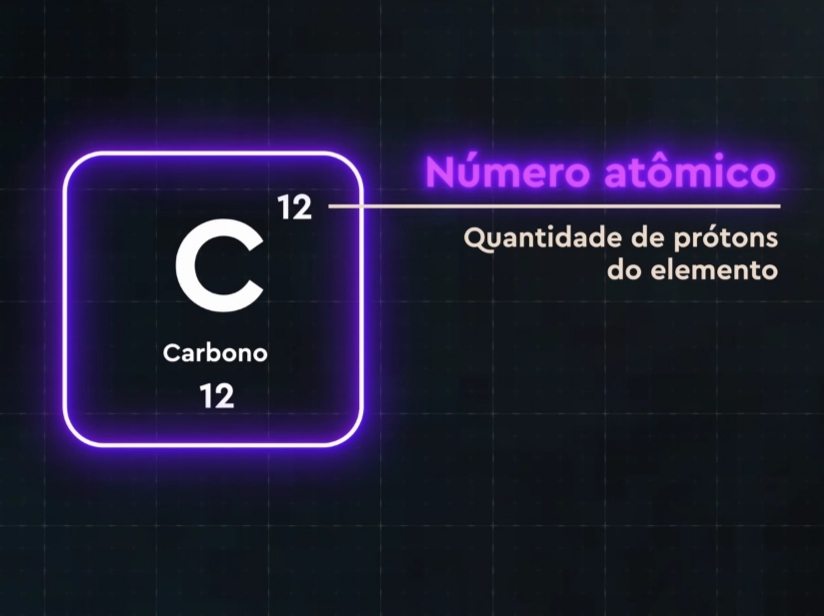 12
C
Carbono
12
Número atômico
Quantidade de prótons
do elemento